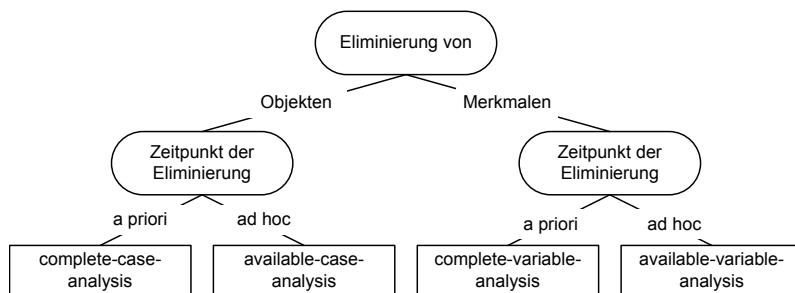 Eliminierung von
Objekten
Merkmalen
Zeitpunkt der
Eliminierung
Zeitpunkt der
Eliminierung
a priori
ad hoc
a priori
ad hoc
complete-case-
analysis
available-case-
analysis
complete-variable-
analysis
available-variable-
analysis